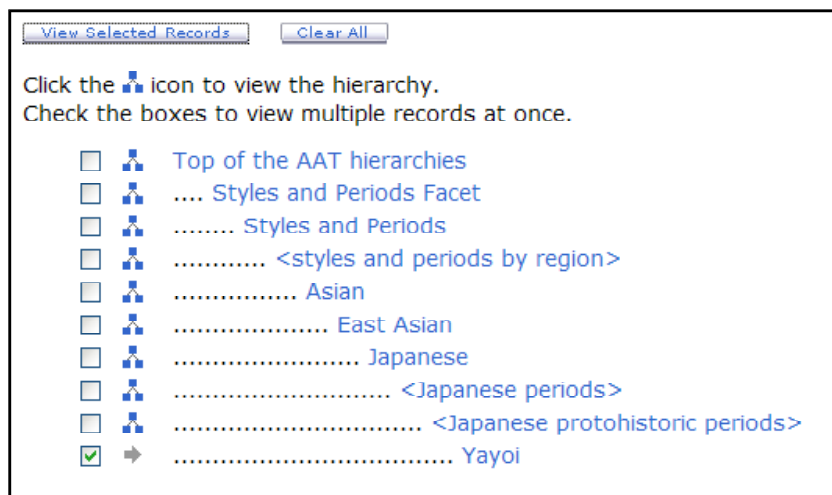 View Selected Records Clear All
Click the icon to view the hierarchy.
Check the boxes to view multiple records at once.
Top of the AAT hierarchies
.... Styles and Periods Facet
........ Styles and Periods
............ <styles and periods by region>
................ Asian
.................... East Asian
........................ Japanese
............................ <Japanese periods>
................................ <Japanese protohistoric periods>
.................................... Yayoi